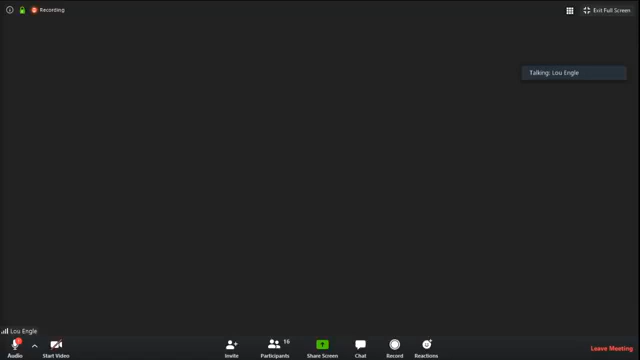 Recording
Exit Full Screen
Talking: Lou Engle
Lou Engle
Audio
Start Video
Invite
Participants
16
Share Screen
Chat
Record
Reactions
Leave Meeting